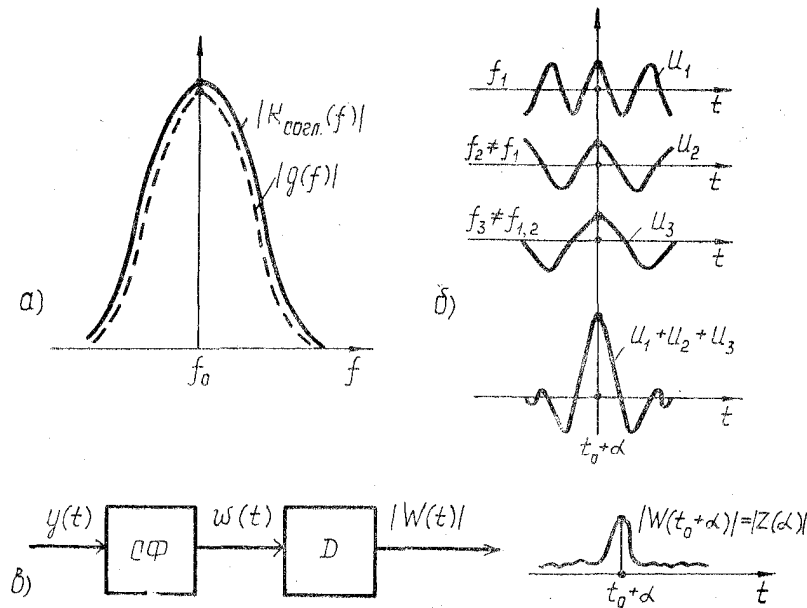 |K согл.(f)|
|g(f)|
а)
f₀
f
f₁
U₁
t
f₂≠f₁
U₂
t
f₃≠f₁,₂
U₃
t
б)
U₁+U₂+U₃
t
t₀+α
y(t)
СФ
w(t)
D
|W(t)|
в)
|W(t₀+α)|=|Z(α)|
t₀+α
t